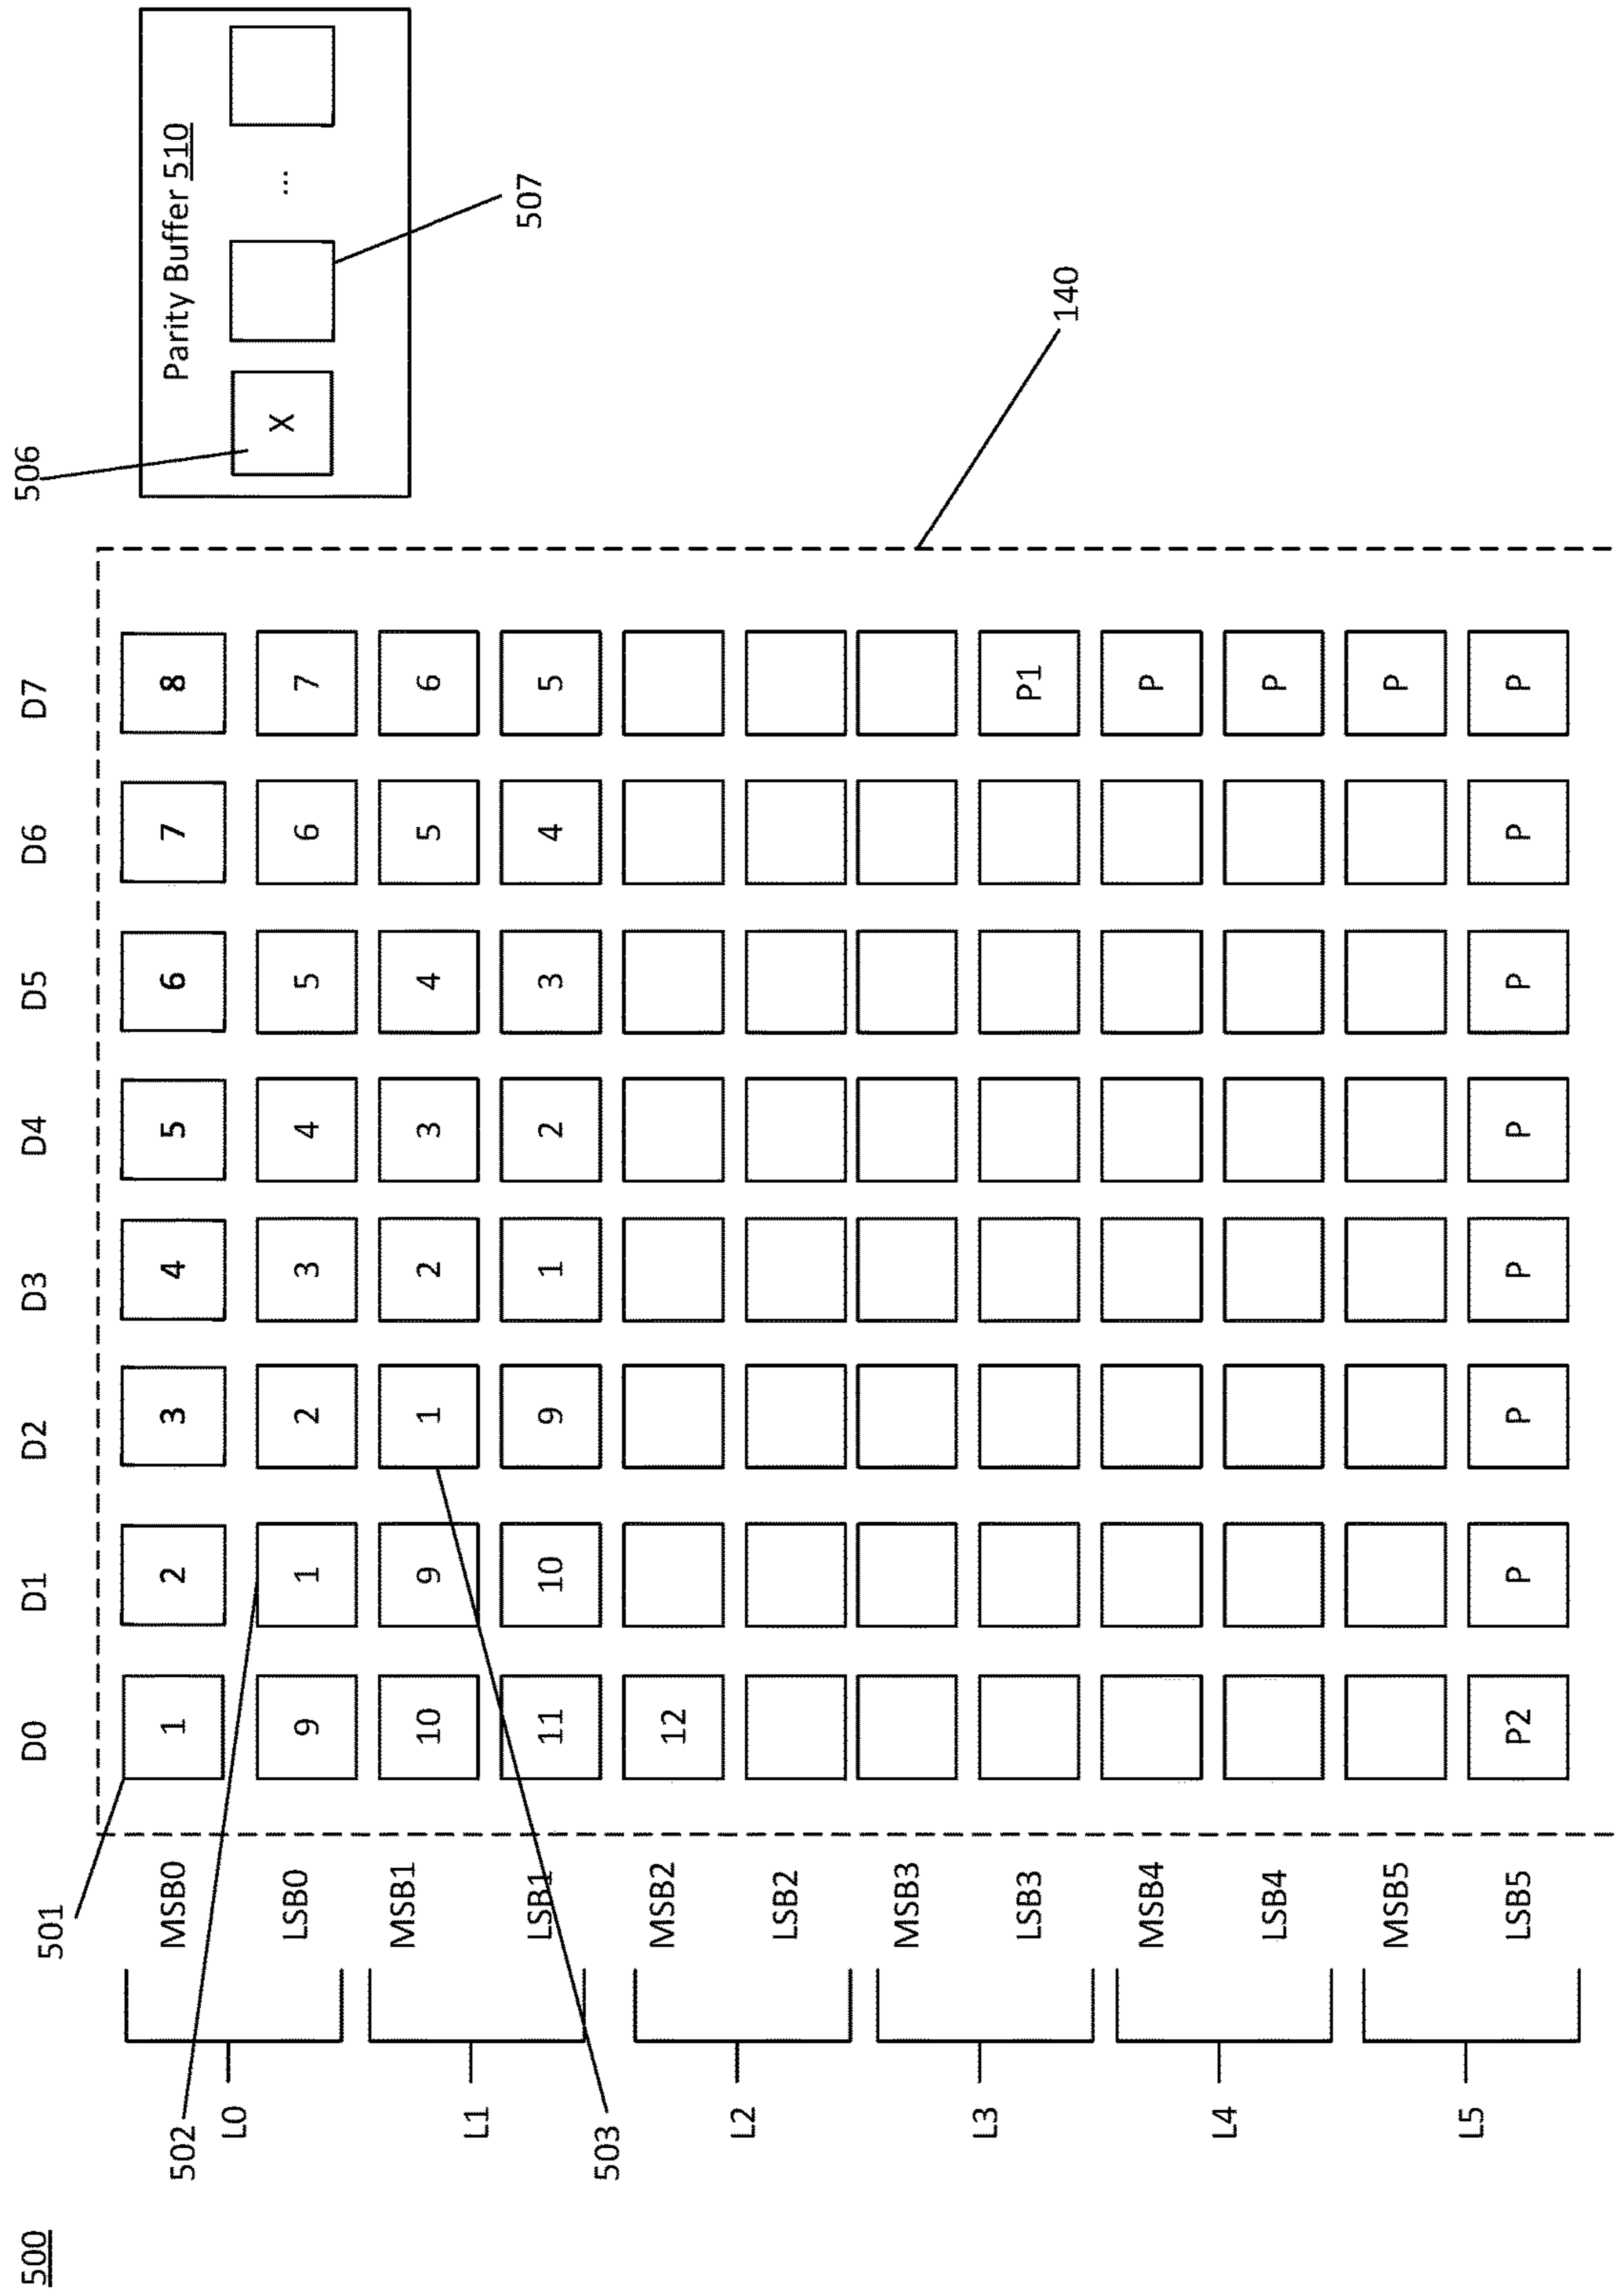 500
D0 D1 D2 D3 D4 D5 D6 D7
506
501
MSB0 1 2 3 4 5 6 7 8
Parity Buffer 510
502
L0
LSB0 9 1 2 3 4 5 6 7
X ...
MSB1 10 9 1 2 3 4 5 6
L1
507
LSB1 11 10 9 1 2 3 4 5
503
MSB2 12
L2
LSB2
MSB3
L3
LSB3 P1
140
MSB4 P
L4
LSB4 P
MSB5 P
L5
LSB5 P2 P P P P P P P